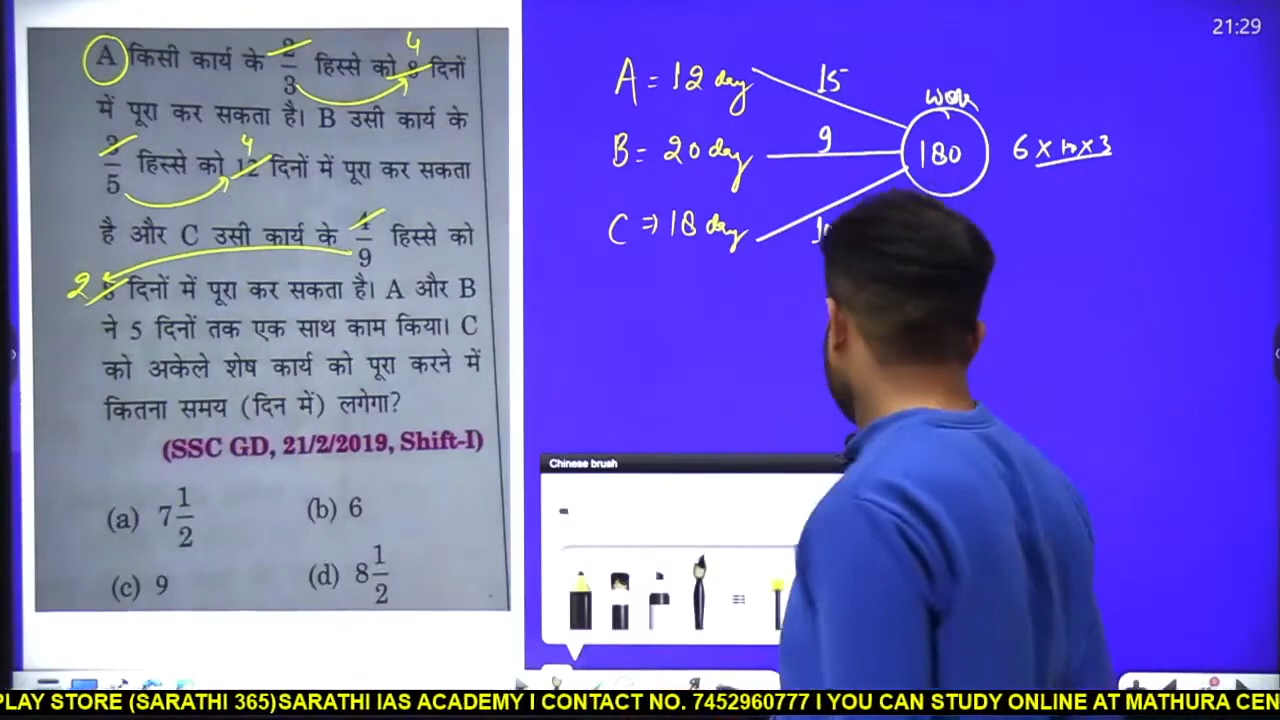 21:29
A किसी कार्य के 2/3 हिस्से को 8 दिनों
4
में पूरा कर सकता है। B उसी कार्य के
3/5 हिस्से को 12 दिनों में पूरा कर सकता
4
है और C उसी कार्य के 4/9 हिस्से को
2
8 दिनों में पूरा कर सकता है। A और B
ने 5 दिनों तक एक साथ काम किया। C
को अकेले शेष कार्य को पूरा करने में
कितना समय (दिन में) लगेगा?
(SSC GD, 21/2/2019, Shift-I)
(a) 7 1/2 (b) 6
(c) 9 (d) 8 1/2
A = 12 day 15
B = 20 day 9
C ⇒ 18 day
work
180
6 × 10 × 3
Chinese brush
PLAY STORE (SARATHI 365)SARATHI IAS ACADEMY I CONTACT NO. 7452960777 I YOU CAN STUDY ONLINE AT MATHURA CEN